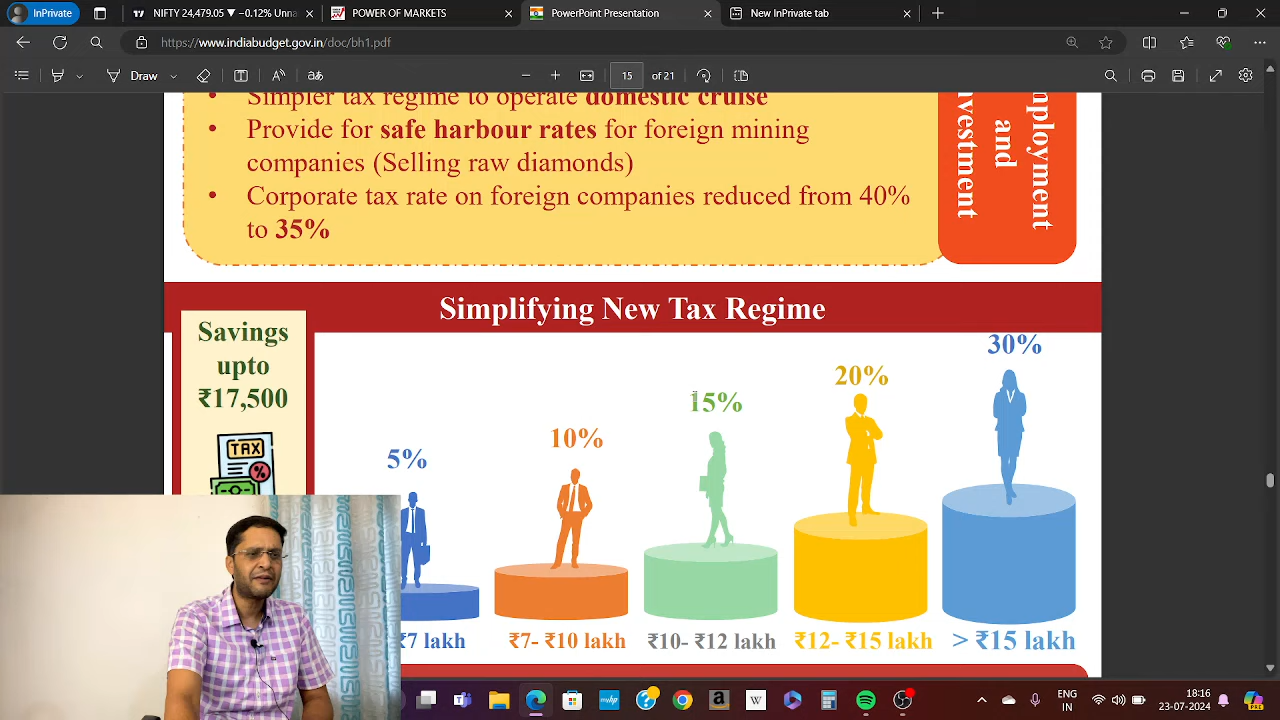 InPrivate
NIFTY 24,479.05 ▼ −0.12% Unna
POWER OF MARKETS
PowerPoint Presentation
New InPrivate tab
https://www.indiabudget.gov.in/doc/bh1.pdf
Draw
15 of 21
• Simpler tax regime to operate domestic cruise
• Provide for safe harbour rates for foreign mining
companies (Selling raw diamonds)
• Corporate tax rate on foreign companies reduced from 40%
to 35%
mployment
and
nvestment
Simplifying New Tax Regime
Savings
upto
₹17,500
TAX
%
5%
10%
15%
20%
30%
₹7 lakh
₹7- ₹10 lakh
₹10- ₹12 lakh
₹12- ₹15 lakh
> ₹15 lakh
ENG
IN
18:16
23-07-2024